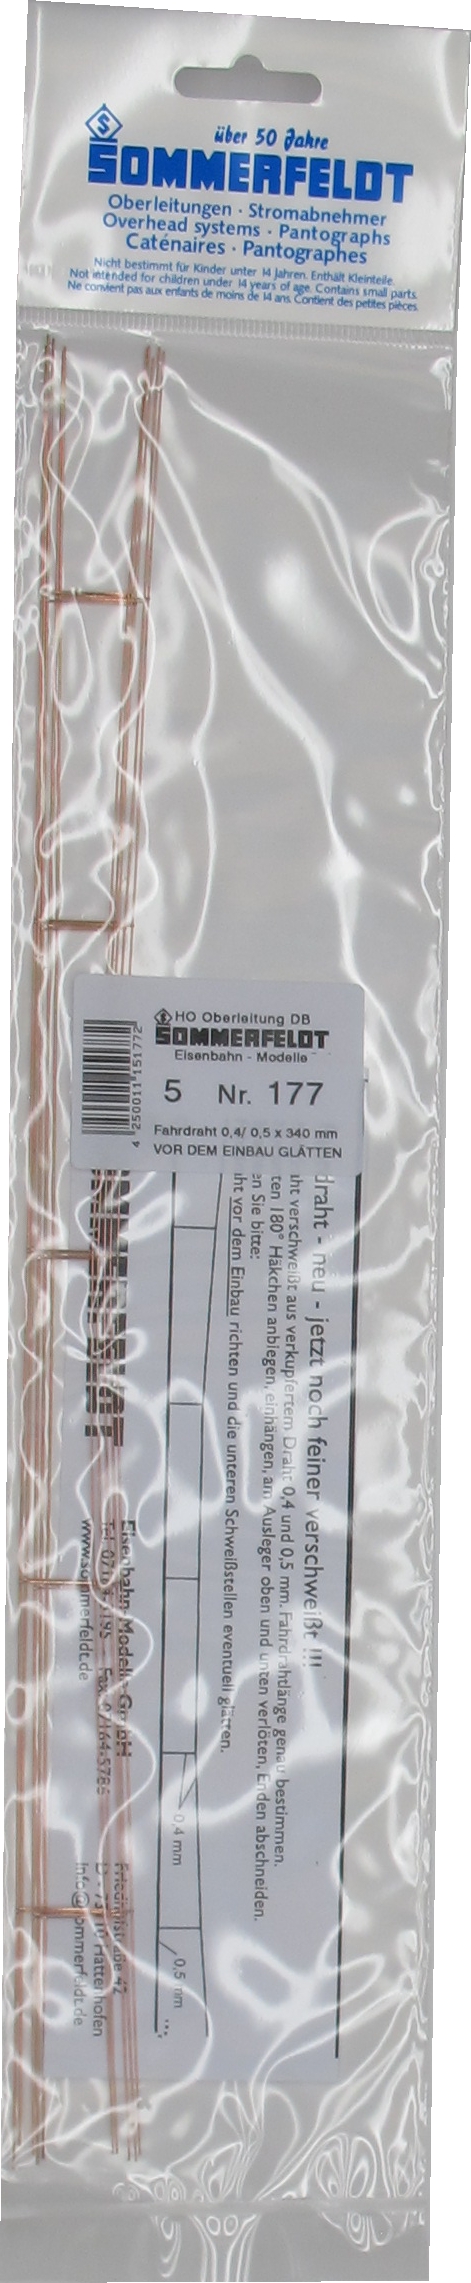 über 50 Jahre
SOMMERFELDT
Oberleitungen · Stromabnehmer
Overhead systems · Pantographs
Caténaires · Pantographes
Nicht bestimmt für Kinder unter 14 Jahren. Enthält Kleinteile.
Not intended for children under 14 years of age. Contains small parts.
Ne convient pas aux enfants de moins de 14 ans. Contient des petites pièces.
HO Oberleitung DB
SOMMERFELDT
Eisenbahn - Modelle
5 Nr. 177
4 250011 151772
Fahrdraht 0,4/ 0,5 x 340 mm
VOR DEM EINBAU GLÄTTEN
draht - neu - jetzt noch feiner verschweißt !!!
verschweißt aus verkupfertem Draht 0,4 und 0,5 mm. Fahrdrahtlänge genau bestimmen.
180° Häkchen anbiegen, einhängen, am Ausleger oben und unten verlöten, Enden abschneiden.
Sie bitte:
vor dem Einbau richten und die unteren Schweißstellen eventuell glätten.
0,4 mm
0,5 mm
Eisenbahn-Modelle GmbH
www.sommerfeldt.de
Hattenhofen
info@sommerfeldt.de